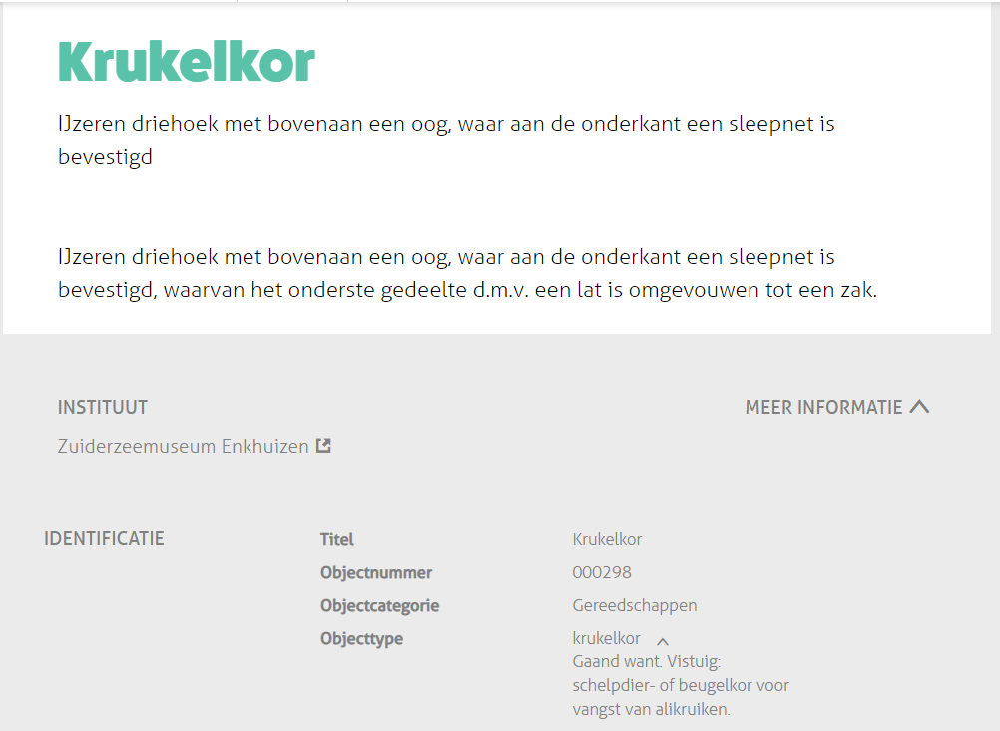 Krukelkor
IJzeren driehoek met bovenaan een oog, waar aan de onderkant een sleepnet is
bevestigd
IJzeren driehoek met bovenaan een oog, waar aan de onderkant een sleepnet is
bevestigd, waarvan het onderste gedeelte d.m.v. een lat is omgevouwen tot een zak.
INSTITUUT
MEER INFORMATIE
Zuiderzeemuseum Enkhuizen
IDENTIFICATIE
Titel Krukelkor
Objectnummer 000298
Objectcategorie Gereedschappen
Objecttype krukelkor
Gaand want. Vistuig:
schelpdier- of beugelkor voor
vangst van alikruiken.